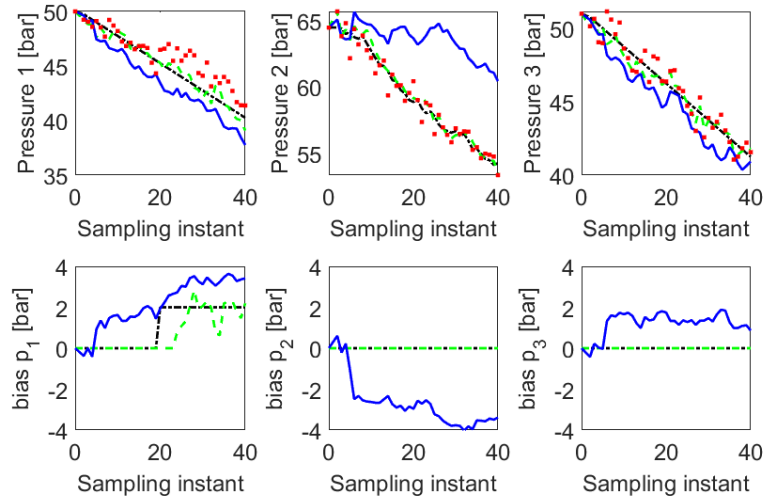 50
45
40
35
Pressure 1 [bar]
0 20 40
Sampling instant
65
60
55
Pressure 2 [bar]
0 20 40
Sampling instant
50
45
40
Pressure 3 [bar]
0 20 40
Sampling instant
4
2
0
-2
-4
bias p1 [bar]
0 20 40
Sampling instant
4
2
0
-2
-4
bias p2 [bar]
0 20 40
Sampling instant
4
2
0
-2
-4
bias p3 [bar]
0 20 40
Sampling instant